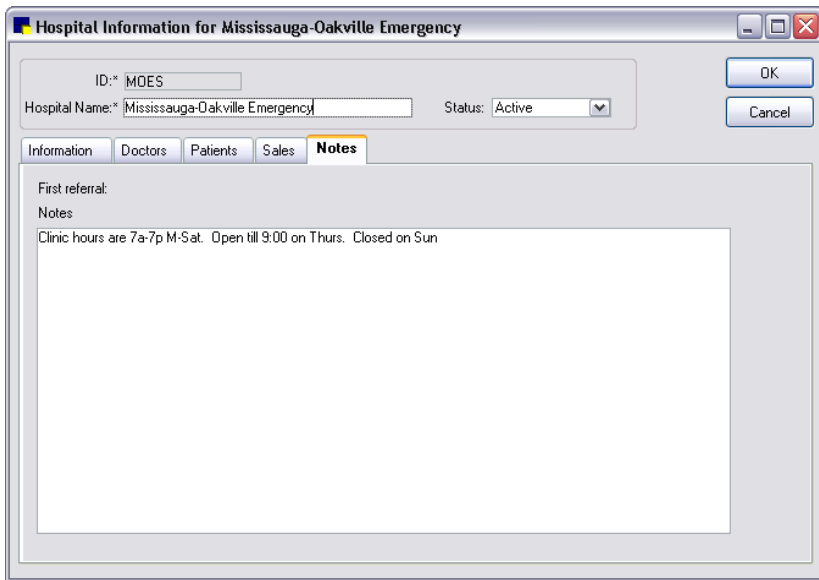 Hospital Information for Mississauga-Oakville Emergency
ID:* MOES
OK
Hospital Name:* Mississauga-Oakville Emergency Status: Active
Cancel
Information Doctors Patients Sales Notes
First referral:
Notes
Clinic hours are 7a-7p M-Sat.  Open till 9:00 on Thurs.  Closed on Sun